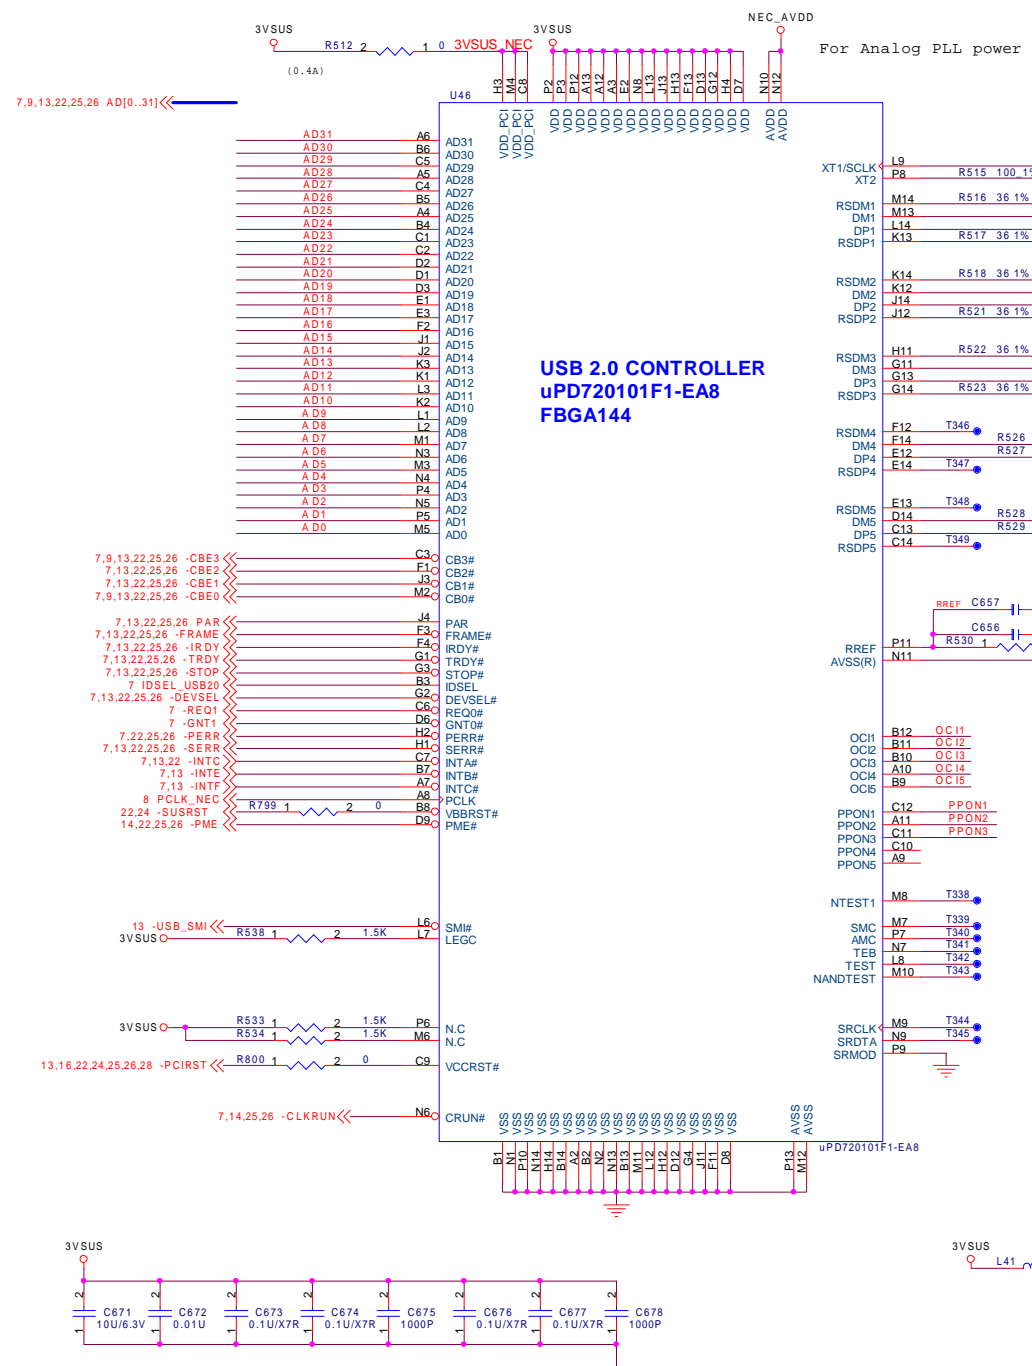 NEC_AVDD
3VSUS 3VSUS
R512 2 1 0 3VSUS_NEC
For Analog PLL power
(0.4A)
H3 M4 C8 P2 P3 P12 A13 A12 A3 E2 N8 L13 J13 H13 F13 D13 G12 H4 D7 N10 N12
7,9,13,22,25,26 AD[0..31]
U46
VDD_PCI VDD_PCI VDD_PCI VDD VDD VDD VDD VDD VDD VDD VDD VDD VDD VDD VDD VDD VDD VDD VDD AVDD AVDD
AD31 A6 AD31
AD30 B6 AD30
AD29 C5 AD29
AD28 A5 AD28
AD27 C4 AD27
AD26 B5 AD26
AD25 A4 AD25
AD24 B4 AD24
AD23 C1 AD23
AD22 C2 AD22
AD21 D2 AD21
AD20 D1 AD20
AD19 D3 AD19
AD18 E1 AD18
AD17 E3 AD17
AD16 F2 AD16
AD15 J1 AD15
AD14 J2 AD14
AD13 K3 AD13
AD12 K1 AD12
AD11 L3 AD11
AD10 K2 AD10
AD9 L1 AD9
AD8 L2 AD8
AD7 M1 AD7
AD6 N3 AD6
AD5 M3 AD5
AD4 N4 AD4
AD3 P4 AD3
AD2 N5 AD2
AD1 P5 AD1
AD0 M5 AD0
7,9,13,22,25,26 -CBE3 C3 CB3#
7,13,22,25,26 -CBE2 F1 CB2#
7,13,22,25,26 -CBE1 J3 CB1#
7,9,13,22,25,26 -CBE0 M2 CB0#
7,13,22,25,26 PAR J4 PAR
7,13,22,25,26 -FRAME F3 FRAME#
7,13,22,25,26 -IRDY F4 IRDY#
7,13,22,25,26 -TRDY G1 TRDY#
7,13,22,25,26 -STOP G3 STOP#
7 IDSEL_USB20 B3 IDSEL
7,13,22,25,26 -DEVSEL G2 DEVSEL#
7 -REQ1 C6 REQ0#
7 -GNT1 D6 GNT0#
7,22,25,26 -PERR H2 PERR#
7,13,22,25,26 -SERR H1 SERR#
7,13,22 -INTC C7 INTA#
7,13 -INTE B7 INTB#
7,13 -INTF A7 INTC#
8 PCLK_NEC A8 PCLK
22,24 -SUSRST R799 1 2 0 B8 VBBRST#
14,22,25,26 -PME D9 PME#
13 -USB_SMI L6 SMI#
3VSUS R538 1 2 1.5K L7 LEGC
3VSUS R533 1 2 1.5K P6 N.C
R534 1 2 1.5K M6 N.C
13,16,22,24,25,26,28 -PCIRST R800 1 2 0 C9 VCCRST#
7,14,25,26 -CLKRUN N6 CRUN#
USB 2.0 CONTROLLER
uPD720101F1-EA8
FBGA144
XT1/SCLK L9
XT2 P8 R515 100_1%
RSDM1 M14 R516 36 1%
DM1 M13
DP1 L14
RSDP1 K13 R517 36 1%
RSDM2 K14 R518 36 1%
DM2 K12
DP2 J14
RSDP2 J12 R521 36 1%
RSDM3 H11 R522 36 1%
DM3 G11
DP3 G13
RSDP3 G14 R523 36 1%
RSDM4 F12 T346
DM4 F14 R526
DP4 E12 R527
RSDP4 E14 T347
RSDM5 E13 T348
DM5 D14 R528
DP5 C13 R529
RSDP5 C14 T349
RREF C657
C656
RREF P11 R530 1
AVSS(R) N11
OCI1 B12 OCI1
OCI2 B11 OCI2
OCI3 B10 OCI3
OCI4 A10 OCI4
OCI5 B9 OCI5
PPON1 C12 PPON1
PPON2 A11 PPON2
PPON3 C11 PPON3
PPON4 C10
PPON5 A9
NTEST1 M8 T338
SMC M7 T339
AMC P7 T340
TEB N7 T341
TEST L8 T342
NANDTEST M10 T343
SRCLK M9 T344
SRDTA N9 T345
SRMOD P9
VSS VSS VSS VSS VSS VSS VSS VSS VSS VSS VSS VSS VSS VSS VSS VSS VSS VSS VSS AVSS AVSS
uPD720101F1-EA8
B1 N1 P10 N14 H14 B14 A2 B2 N2 N13 B13 M11 L12 H12 D12 G4 J11 F11 D8 P13 M12
3VSUS 3VSUS
L41
2 2 2 2 2 2 2 2
C671 C672 C673 C674 C675 C676 C677 C678
10U/6.3V 0.01U 0.1U/X7R 0.1U/X7R 1000P 0.1U/X7R 0.1U/X7R 1000P
1 1 1 1 1 1 1 1